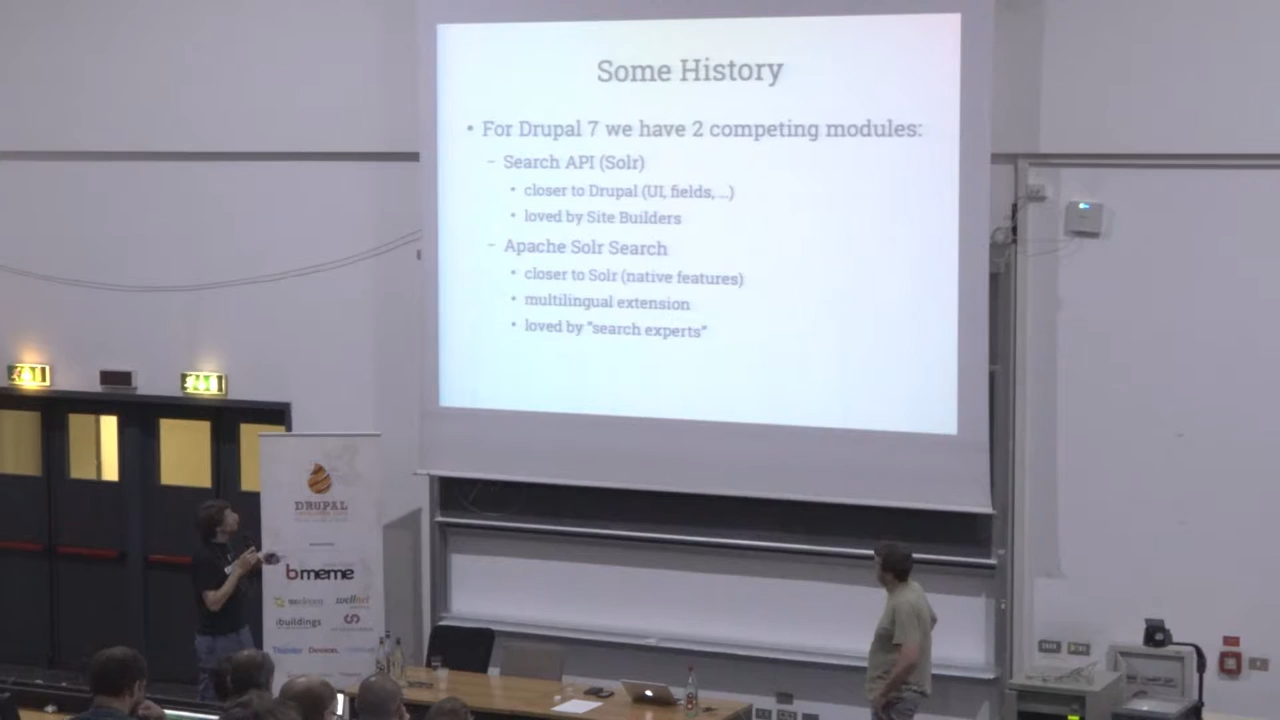 Some History
• For Drupal 7 we have 2 competing modules:
– Search API (Solr)
• closer to Drupal (UI, fields, ...)
• loved by Site Builders
– Apache Solr Search
• closer to Solr (native features)
• multilingual extension
• loved by "search experts"
DRUPAL
bmeme
wellnet
ibuildings